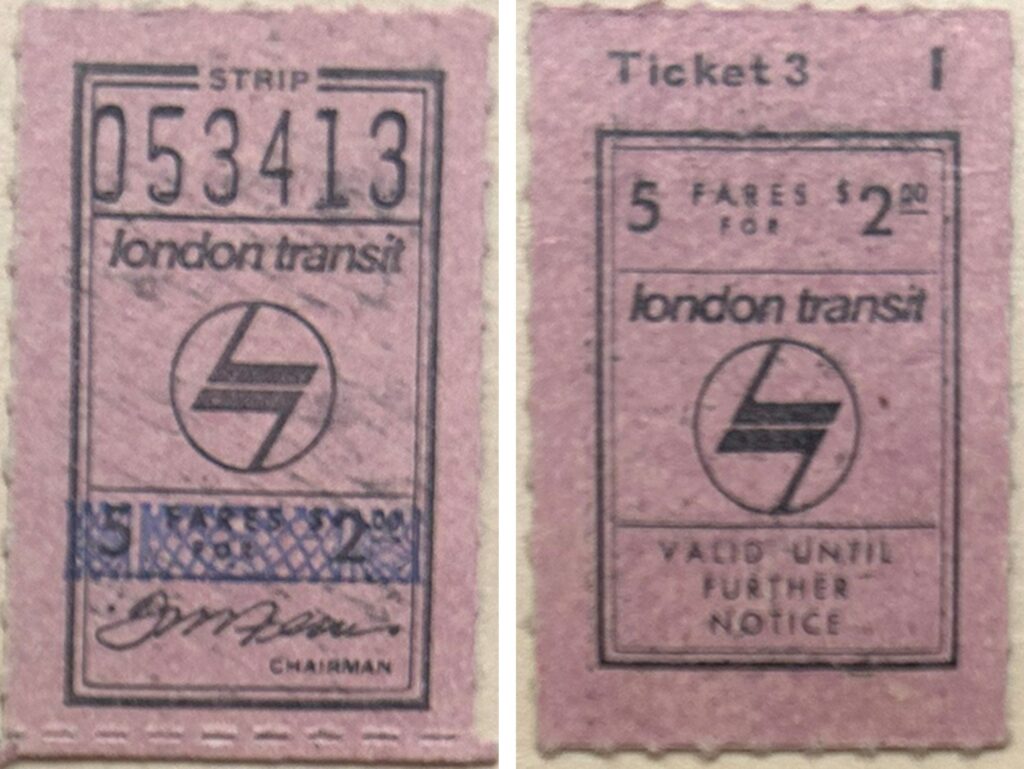 STRIP
053413
london transit
5 FARES FOR $2.00
CHAIRMAN
Ticket 3 I
5 FARES FOR $2.00
london transit
VALID UNTIL
FURTHER
NOTICE